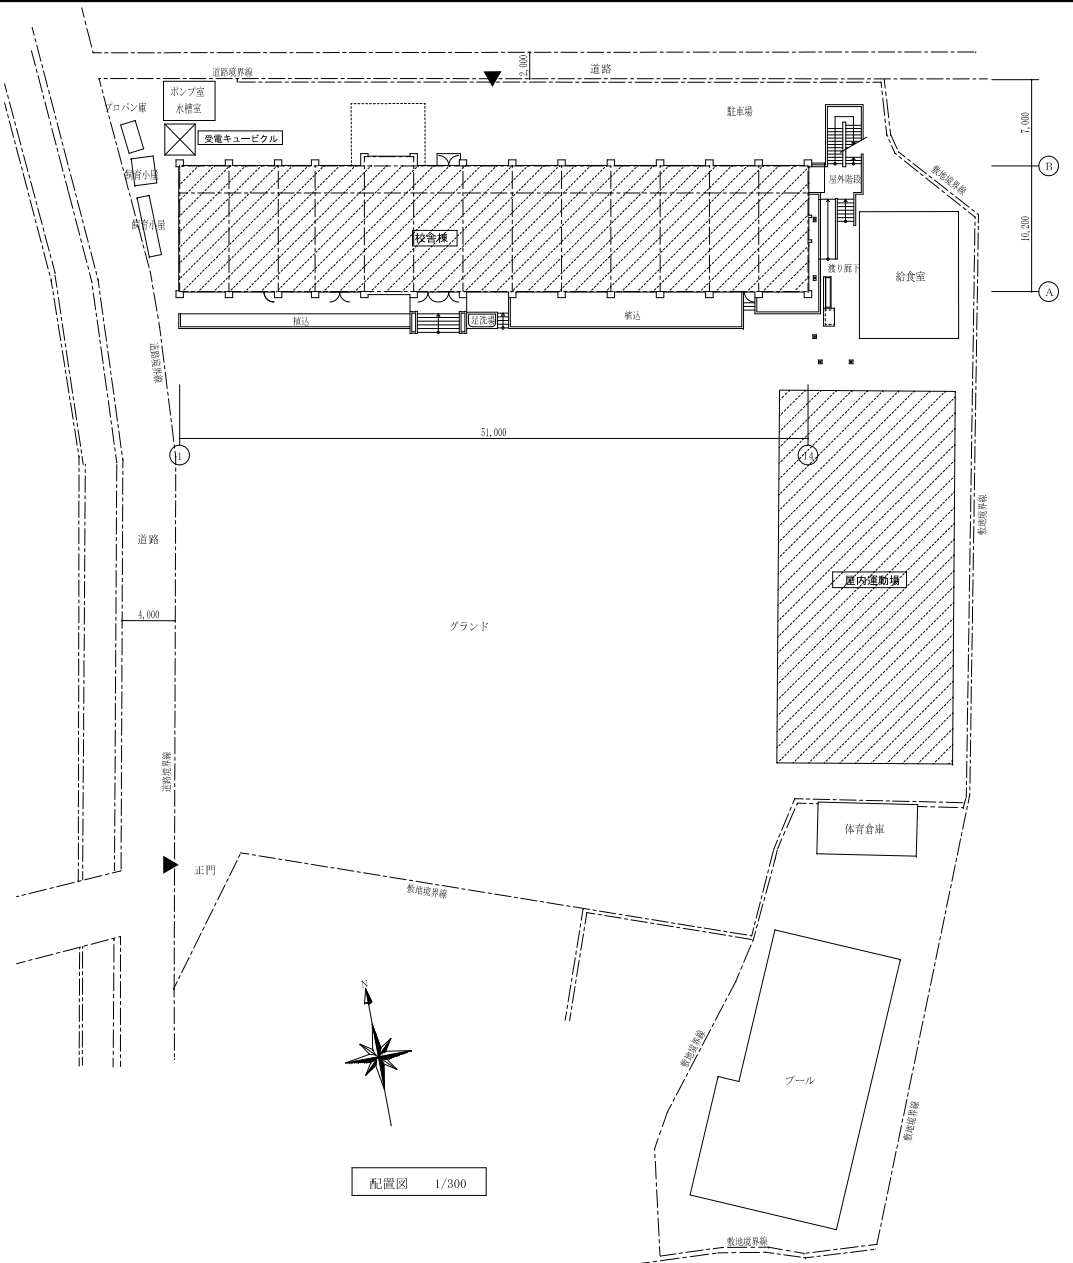 道路境界線
2,000
道路
ポンプ室
水槽室
プロパン庫
受電キュービクル
駐車場
7,000
B
飼育小屋
屋外階段
敷地境界線
飼育小屋
校舎棟
10,200
渡り廊下
給食室
A
植込
足洗場
植込
道路境界線
51,000
1
14
敷地境界線
道路
屋内運動場
4,000
グランド
道路境界線
体育倉庫
正門
敷地境界線
N
敷地境界線
プール
敷地境界線
配置図 1/300
敷地境界線